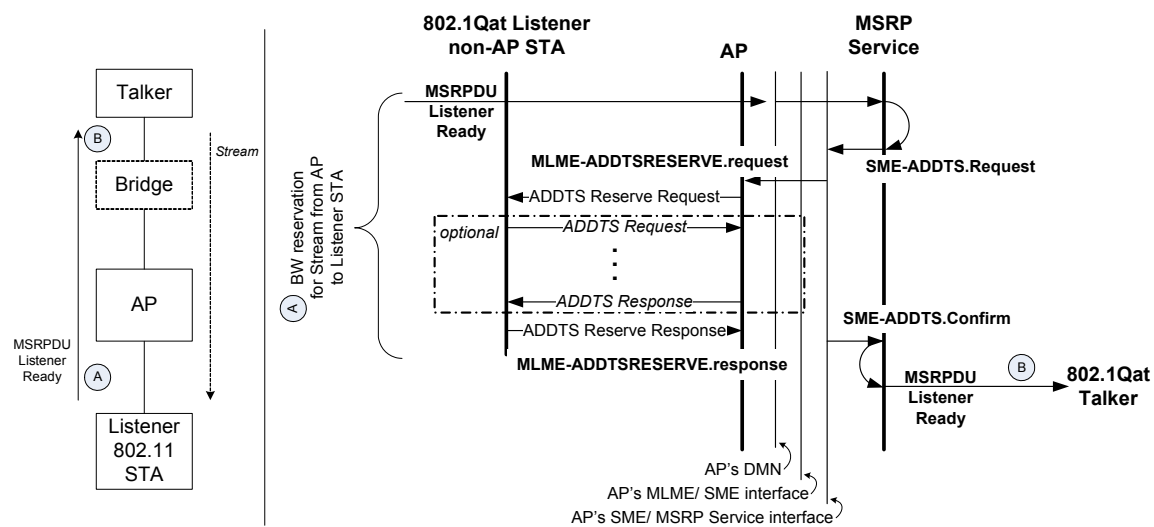 Talker
B
Stream
Bridge
AP
MSRPDU
Listener
Ready
A
Listener
802.11
STA
A
BW reservation
for Stream from AP
to Listener STA
802.1Qat Listener
non-AP STA
AP
MSRP
Service
MSRPDU
Listener
Ready
MLME-ADDTSRESERVE.request
SME-ADDTS.Request
ADDTS Reserve Request
optional
ADDTS Request
ADDTS Response
ADDTS Reserve Response
SME-ADDTS.Confirm
MLME-ADDTSRESERVE.response
MSRPDU
Listener
Ready
B
802.1Qat
Talker
AP's DMN
AP's MLME/ SME interface
AP's SME/ MSRP Service interface